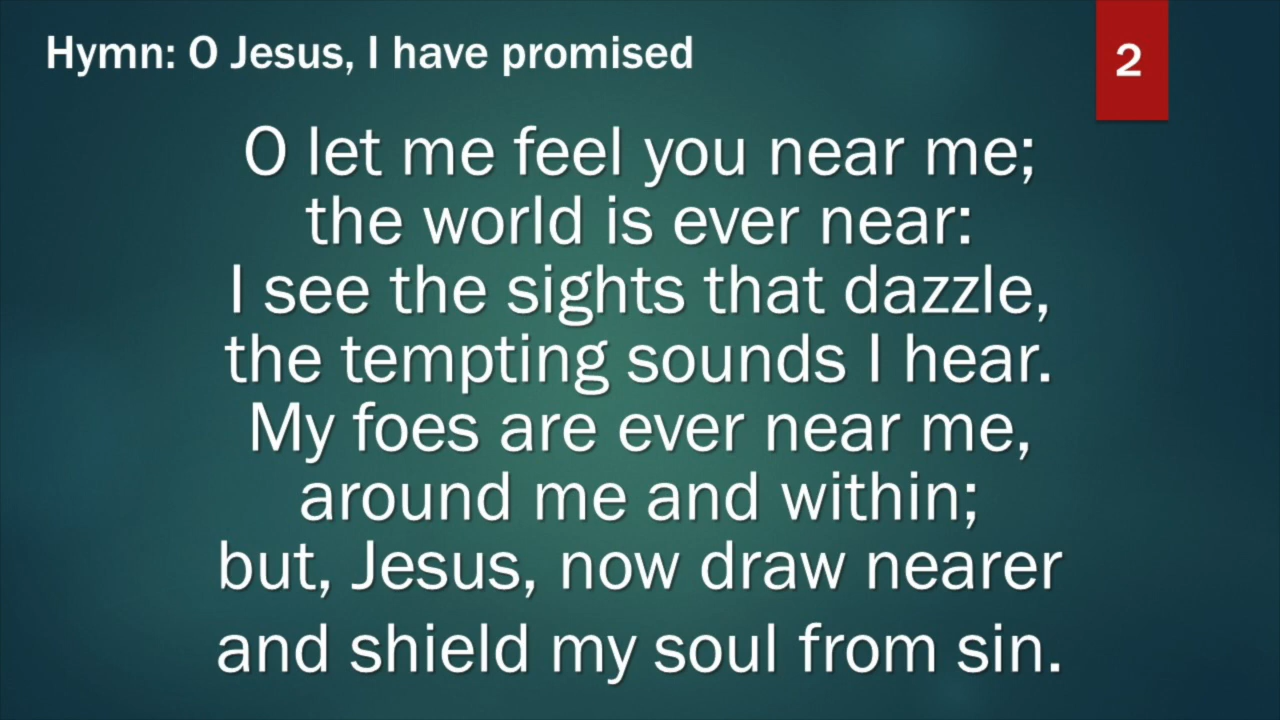 Hymn: O Jesus, I have promised
2
O let me feel you near me;
the world is ever near:
I see the sights that dazzle,
the tempting sounds I hear.
My foes are ever near me,
around me and within;
but, Jesus, now draw nearer
and shield my soul from sin.